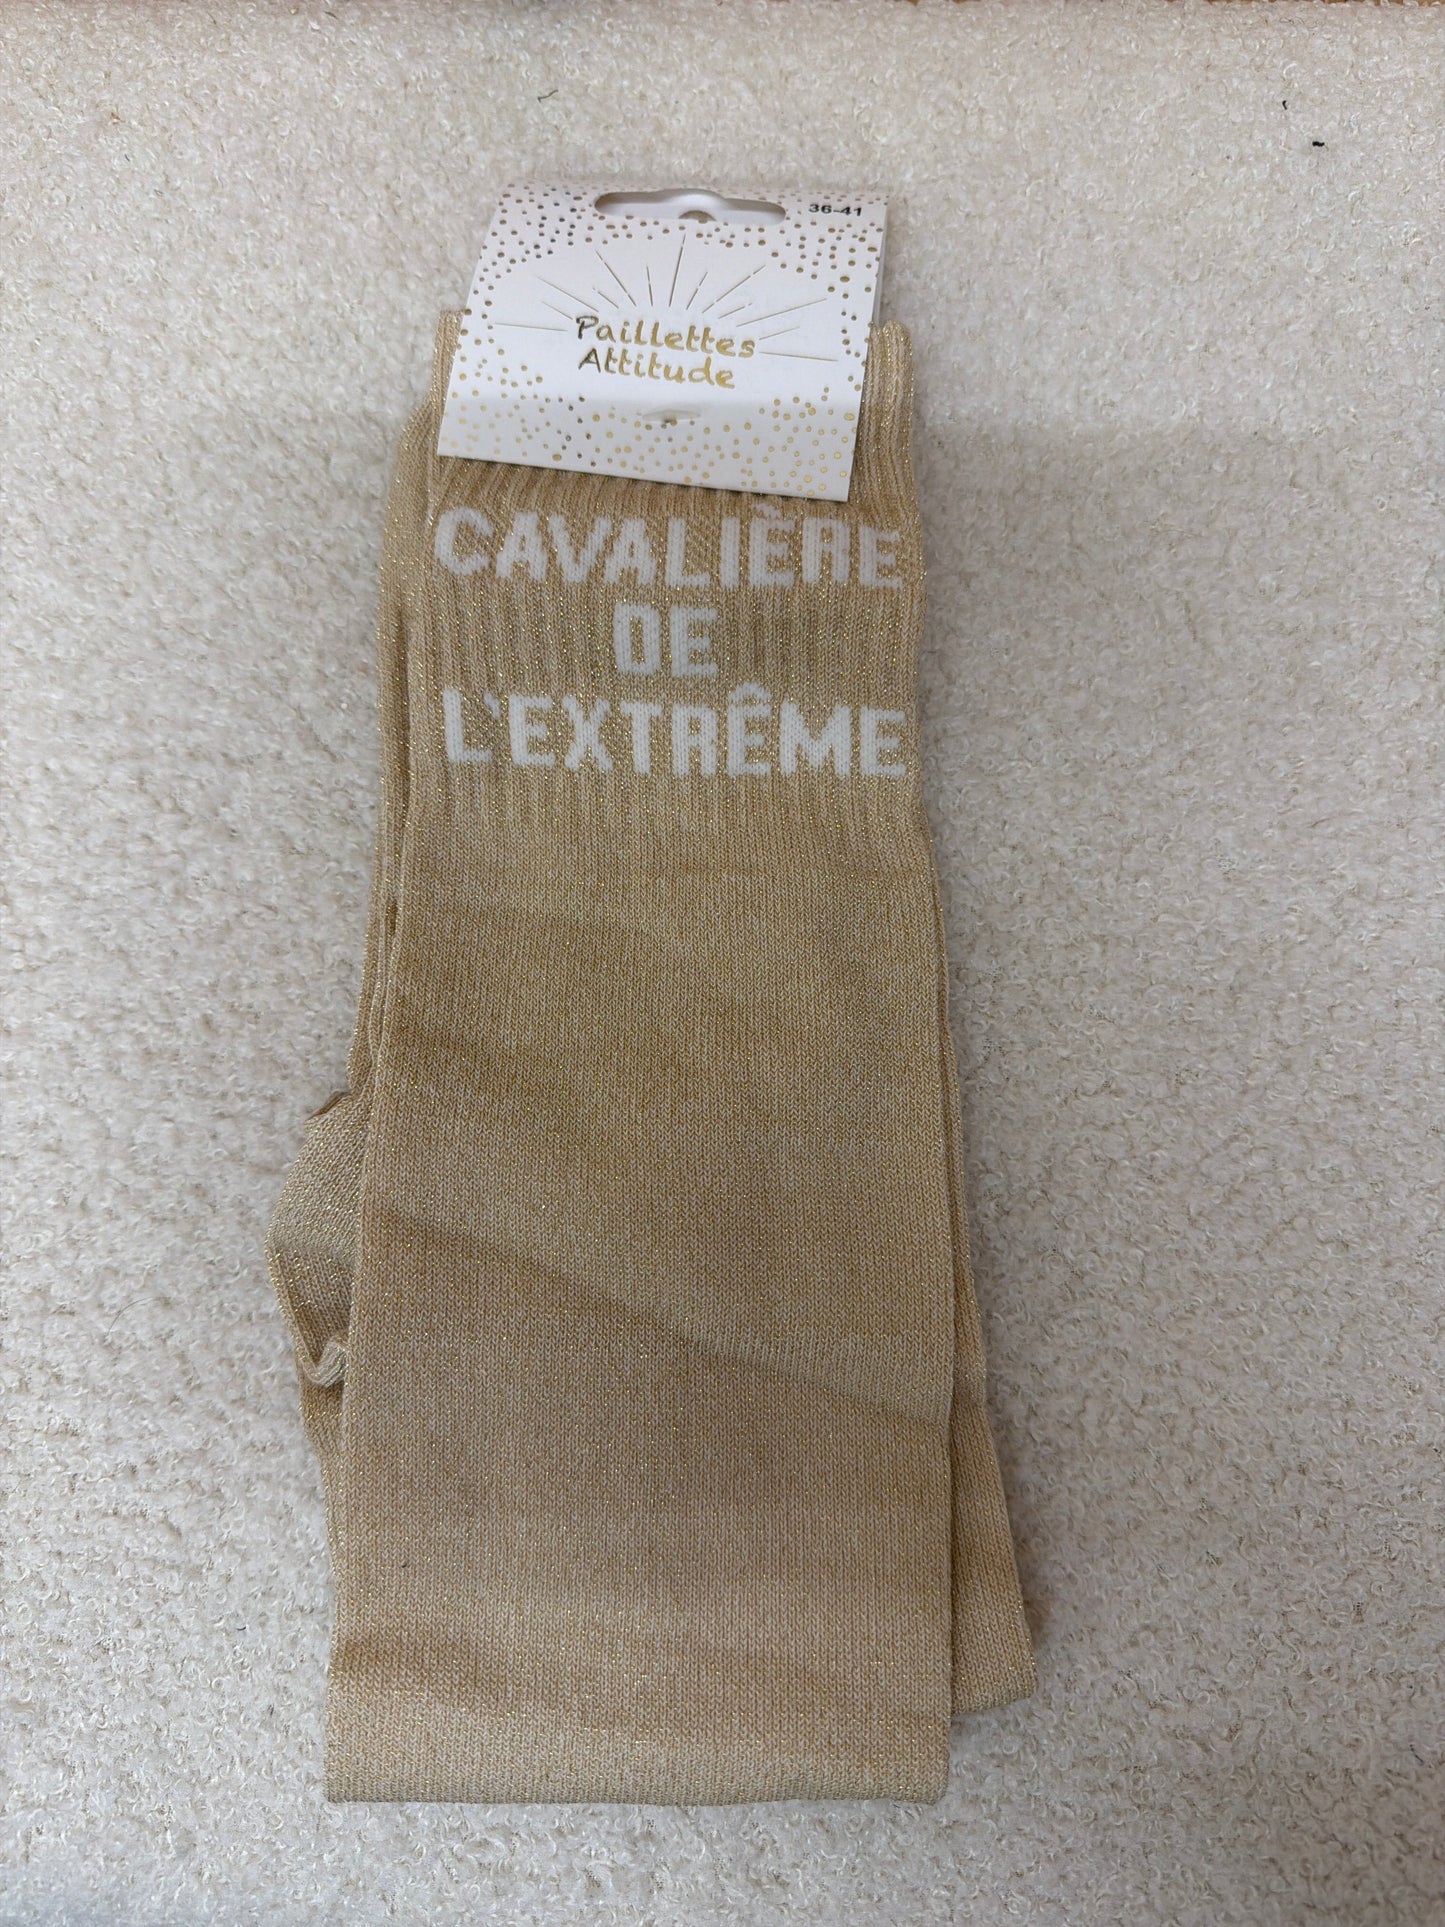 36-41
Paillettes
Attitude
CAVALIÈRE
DE
L'EXTRÊME